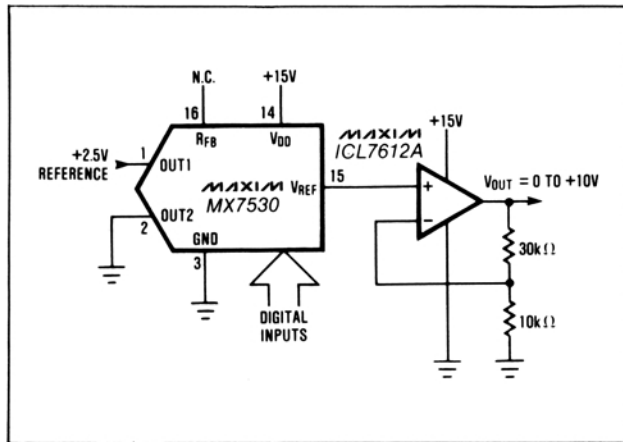 N.C.
+15V
16
14
RFB
VDD
+2.5V
REFERENCE
1
OUT1
MAXIM
MX7530
VREF
15
OUT2
2
GND
3
DIGITAL
INPUTS
MAXIM
ICL7612A
+15V
+
−
VOUT = 0 TO +10V
30kΩ
10kΩ